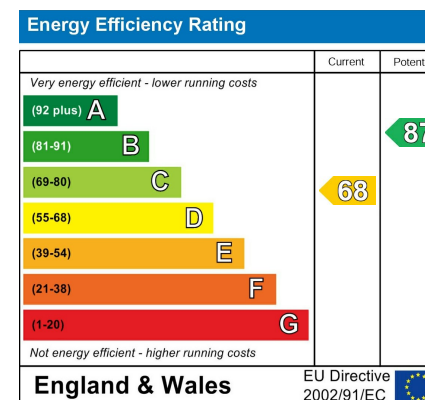 Energy Efficiency Rating
Current Potent
Very energy efficient - lower running costs
(92 plus) A
(81-91) B
87
(69-80) C
68
(55-68) D
(39-54) E
(21-38) F
(1-20) G
Not energy efficient - higher running costs
England & Wales
EU Directive
2002/91/EC